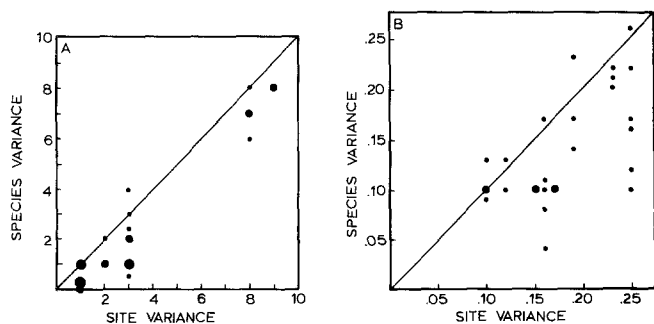 A
10
8
6
4
2
SPECIES VARIANCE
0 2 4 6 8 10
SITE VARIANCE
B
.25
.20
.15
.10
.05
SPECIES VARIANCE
.05 .10 .15 .20 .25
SITE VARIANCE